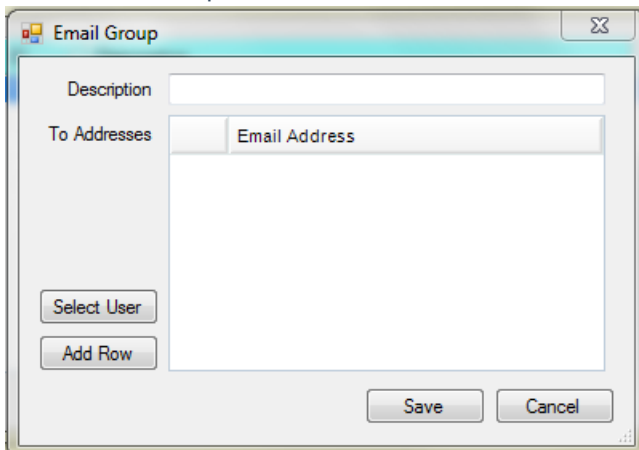 Email Group
Description
To Addresses
Email Address
Select User
Add Row
Save Cancel